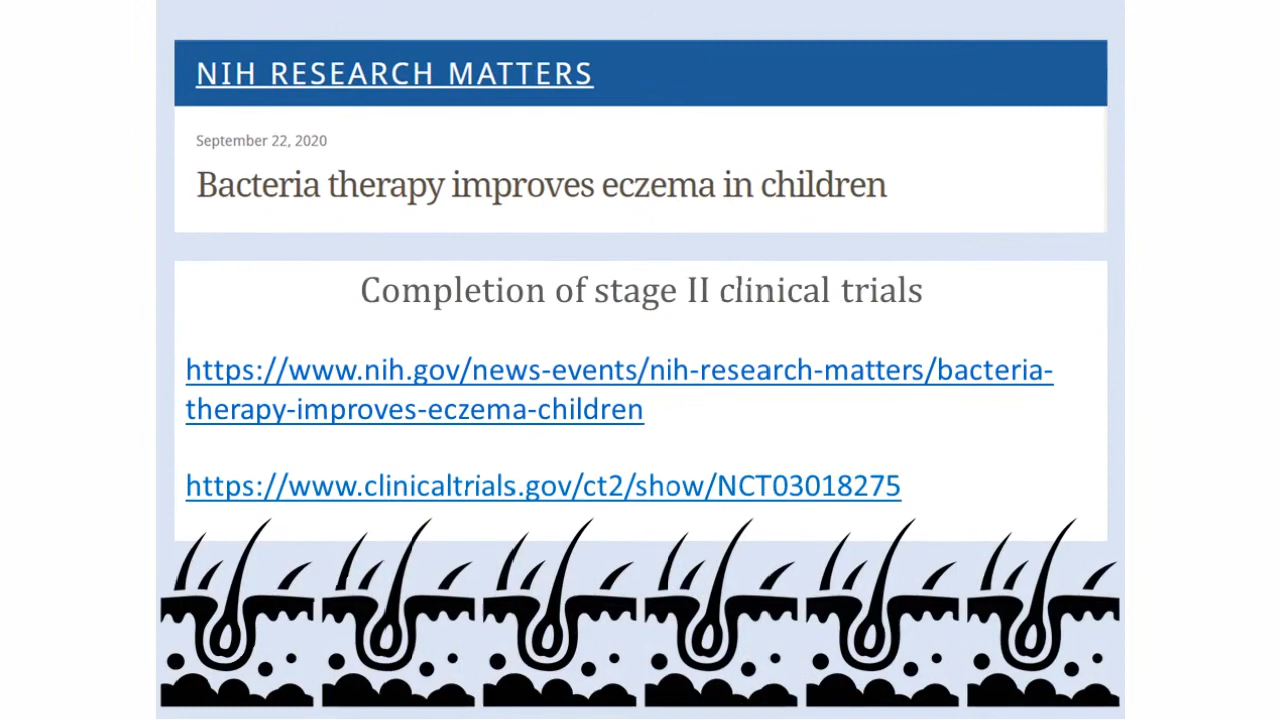 NIH RESEARCH MATTERS
September 22, 2020
Bacteria therapy improves eczema in children
Completion of stage II clinical trials
https://www.nih.gov/news-events/nih-research-matters/bacteria-
therapy-improves-eczema-children
https://www.clinicaltrials.gov/ct2/show/NCT03018275